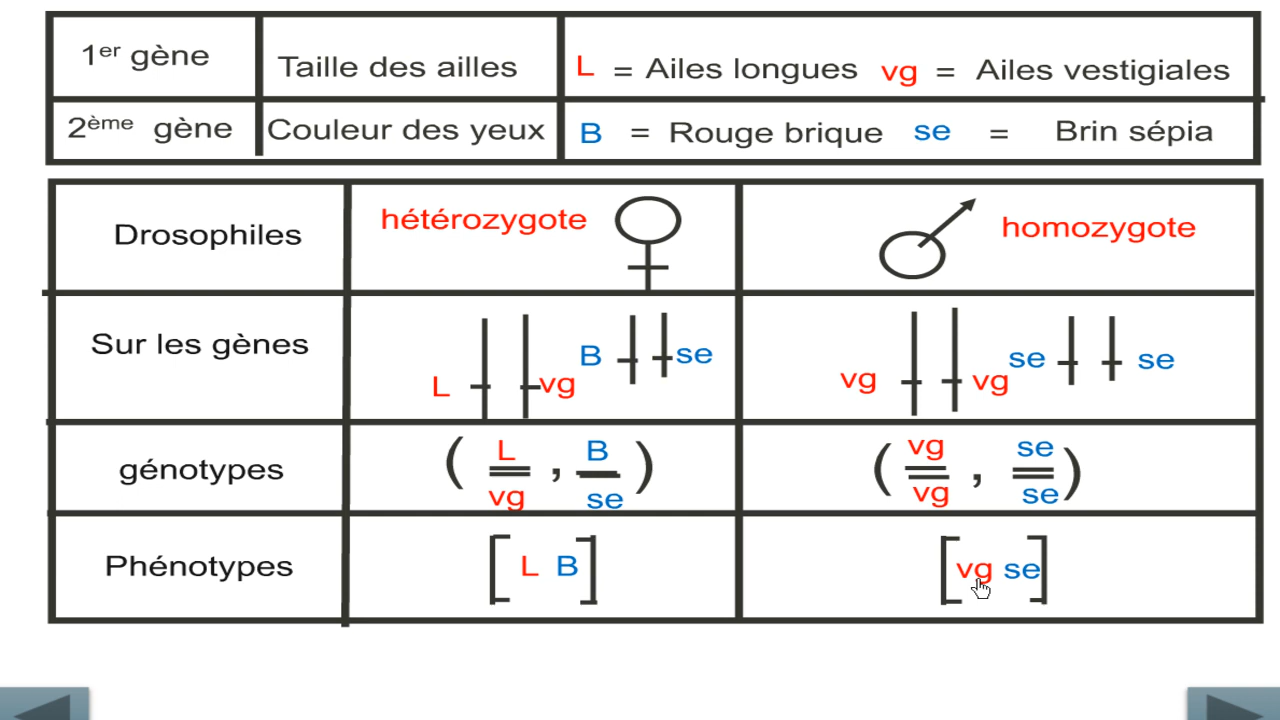 1er gène Taille des ailles L = Ailes longues vg = Ailes vestigiales
2ème gène Couleur des yeux B = Rouge brique se = Brin sépia
Drosophiles hétérozygote homozygote
Sur les gènes L vg B se vg vg se se
génotypes ( L/vg , B/se ) ( vg/vg , se/se )
Phénotypes [ L B ] [ vg se ]